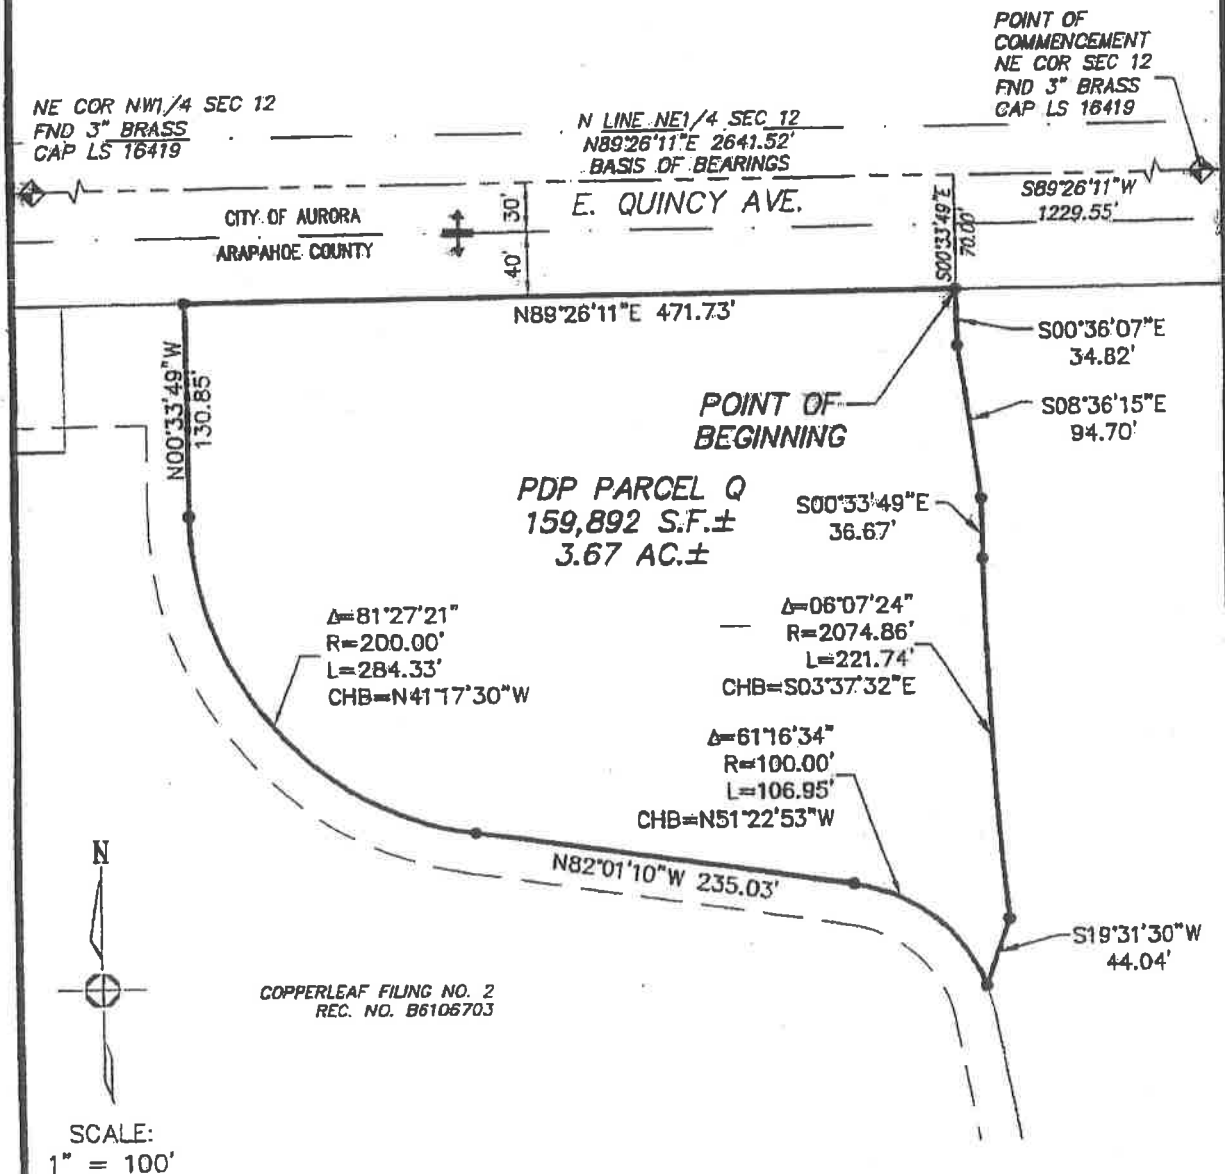 POINT OF
COMMENCEMENT
NE COR SEC 12
FND 3" BRASS
CAP LS 16419
NE COR NW1/4 SEC 12
FND 3" BRASS
CAP LS 16419
N LINE NE1/4 SEC 12
N89°26'11"E 2641.52'
BASIS OF BEARINGS
S89°26'11"W
1229.55'
E. QUINCY AVE.
CITY OF AURORA
ARAPAHOE COUNTY
30'
40'
S00°33'49"E
70.00'
N89°26'11"E 471.73'
S00°36'07"E
34.82'
N00°33'49"W
130.85'
POINT OF
BEGINNING
S08°36'15"E
94.70'
PDP PARCEL Q
159,892 S.F.±
3.67 AC.±
S00°33'49"E
36.67'
Δ=81°27'21"
R=200.00'
L=284.33'
CHB=N41°17'30"W
Δ=06°07'24"
R=2074.86'
L=221.74'
CHB=S03°37'32"E
Δ=61°16'34"
R=100.00'
L=106.95'
CHB=N51°22'53"W
N82°01'10"W 235.03'
S19°31'30"W
44.04'
N
COPPERLEAF FILING NO. 2
REC. NO. B6106703
SCALE:
1" = 100'